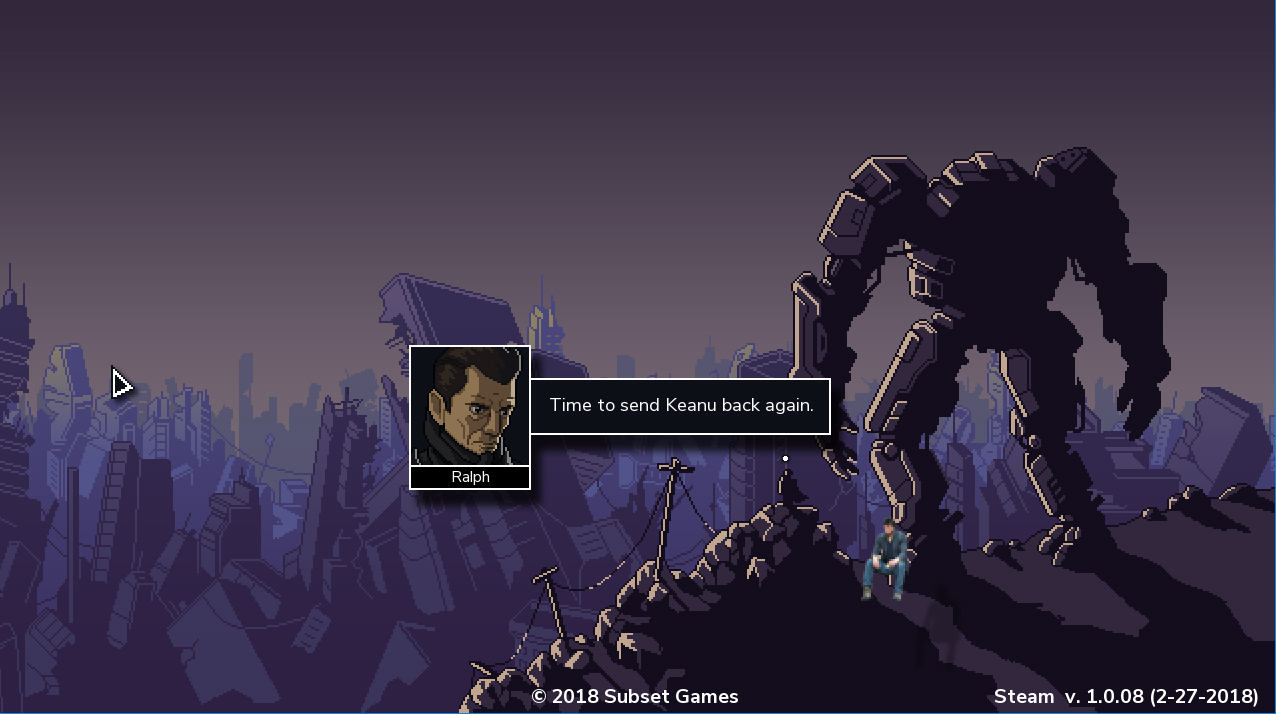 Time to send Keanu back again.
Ralph
© 2018 Subset Games
Steam v. 1.0.08 (2-27-2018)